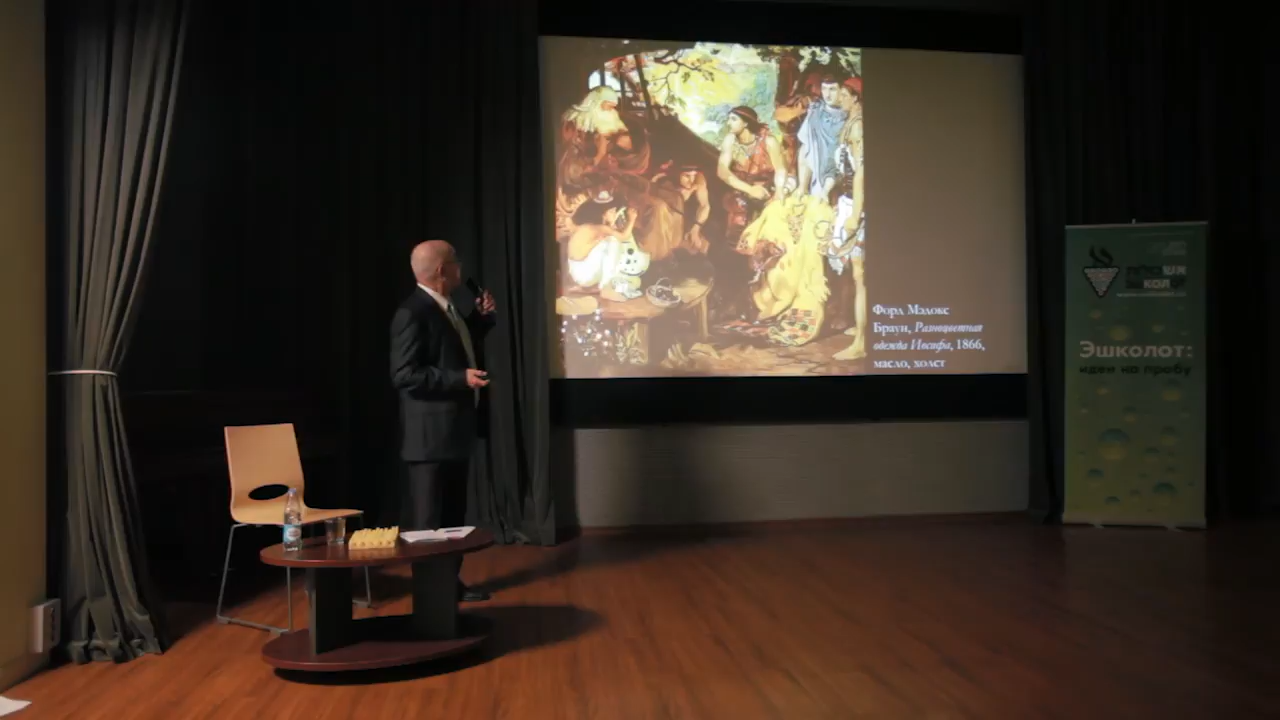 Форд Мэдокс
Браун, Разноцветная
одежда Иосифа, 1866,
масло, холст
Эшколот:
идеи на пробу